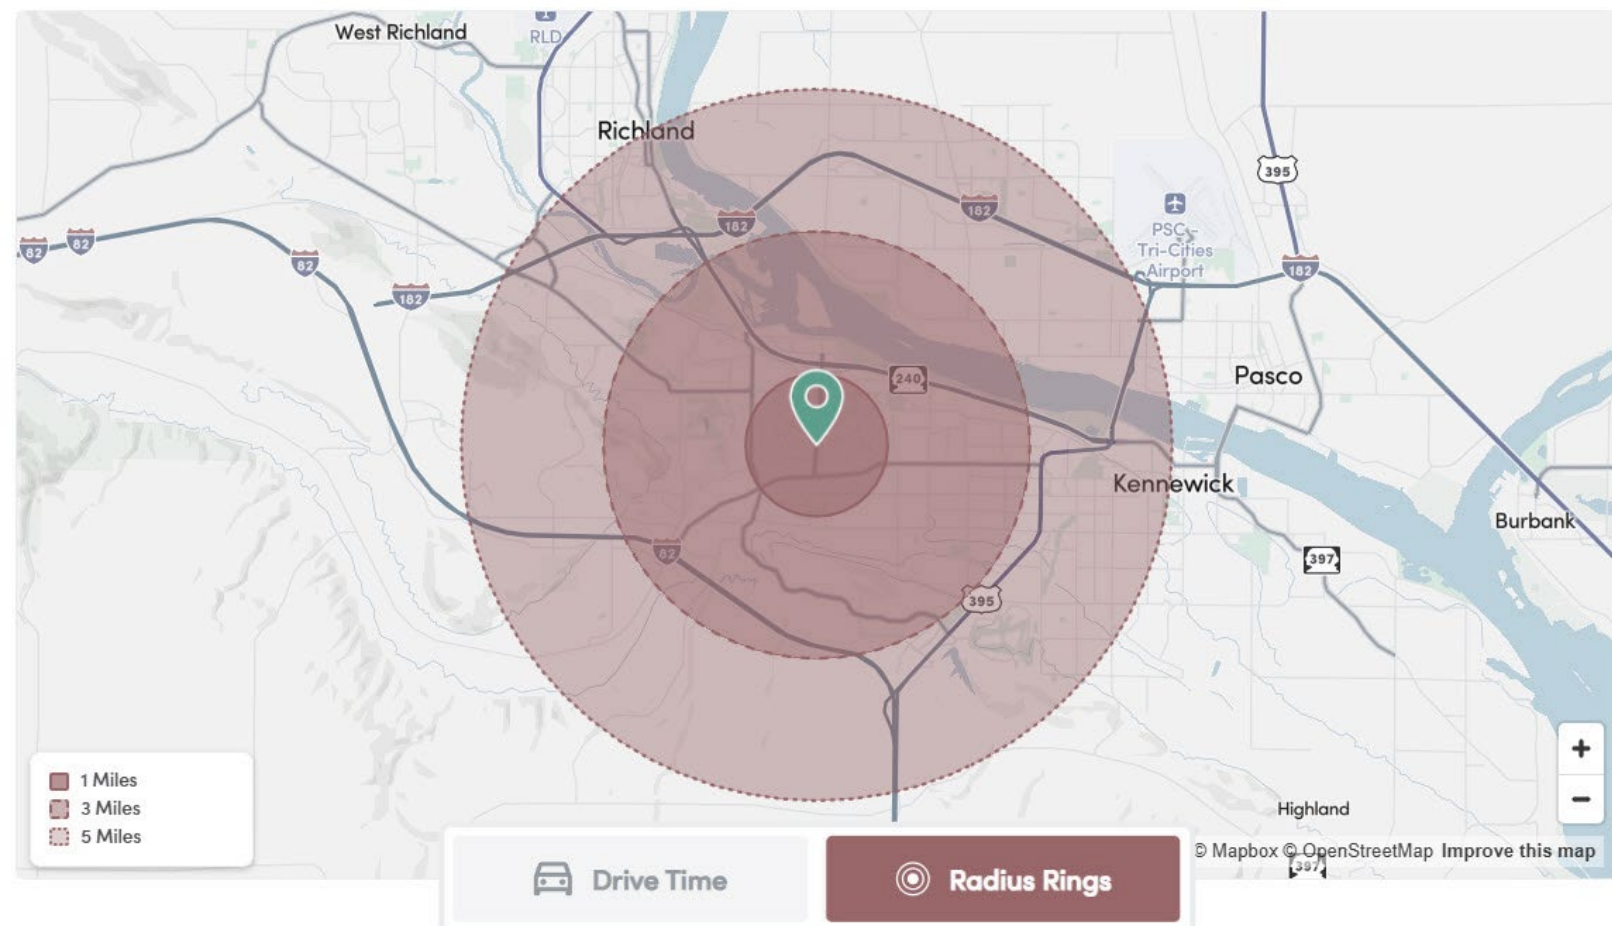 West Richland
RLD
Richland
395
182
182
PSC -
Tri-Cities
Airport
82
82
82
182
182
240
Pasco
Kennewick
Burbank
82
397
395
1 Miles
3 Miles
5 Miles
+
−
Highland
© Mapbox © OpenStreetMap Improve this map
397
Drive Time
Radius Rings